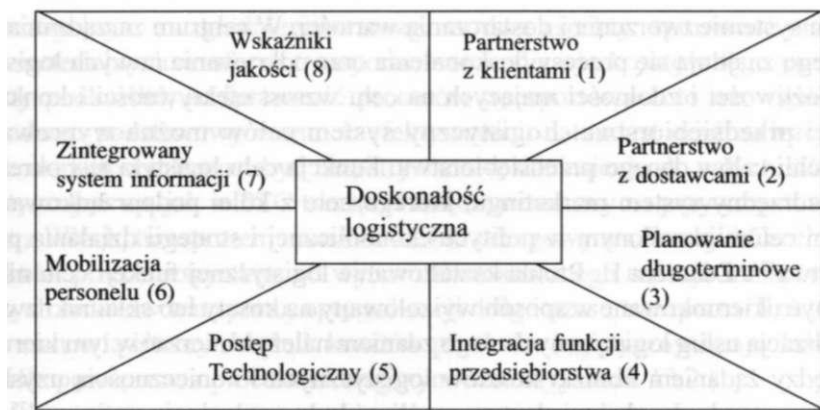 Wskaźniki
jakości (8)
Partnerstwo
z klientami (1)
Zintegrowany
system informacji (7)
Partnerstwo
z dostawcami (2)
Doskonałość
logistyczna
Mobilizacja
personelu (6)
Planowanie
długoterminowe
(3)
Postęp
Technologiczny (5)
Integracja funkcji
przedsiębiorstwa (4)